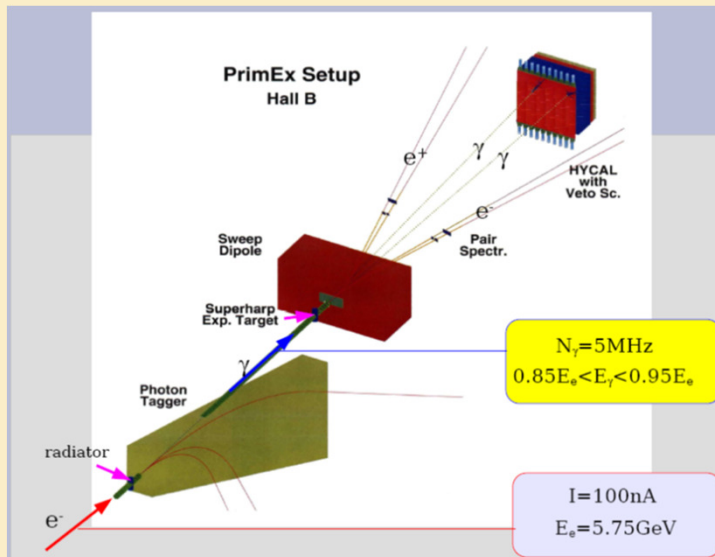 PrimEx Setup
Hall B
e⁺
γ
γ
HYCAL
with
Veto Sc.
e⁻
Pair
Spectr.
Sweep
Dipole
Superharp
Exp. Target
γ
Nγ=5MHz
0.85Eₑ<Eγ<0.95Eₑ
Photon
Tagger
radiator
I=100nA
Eₑ=5.75GeV
e⁻